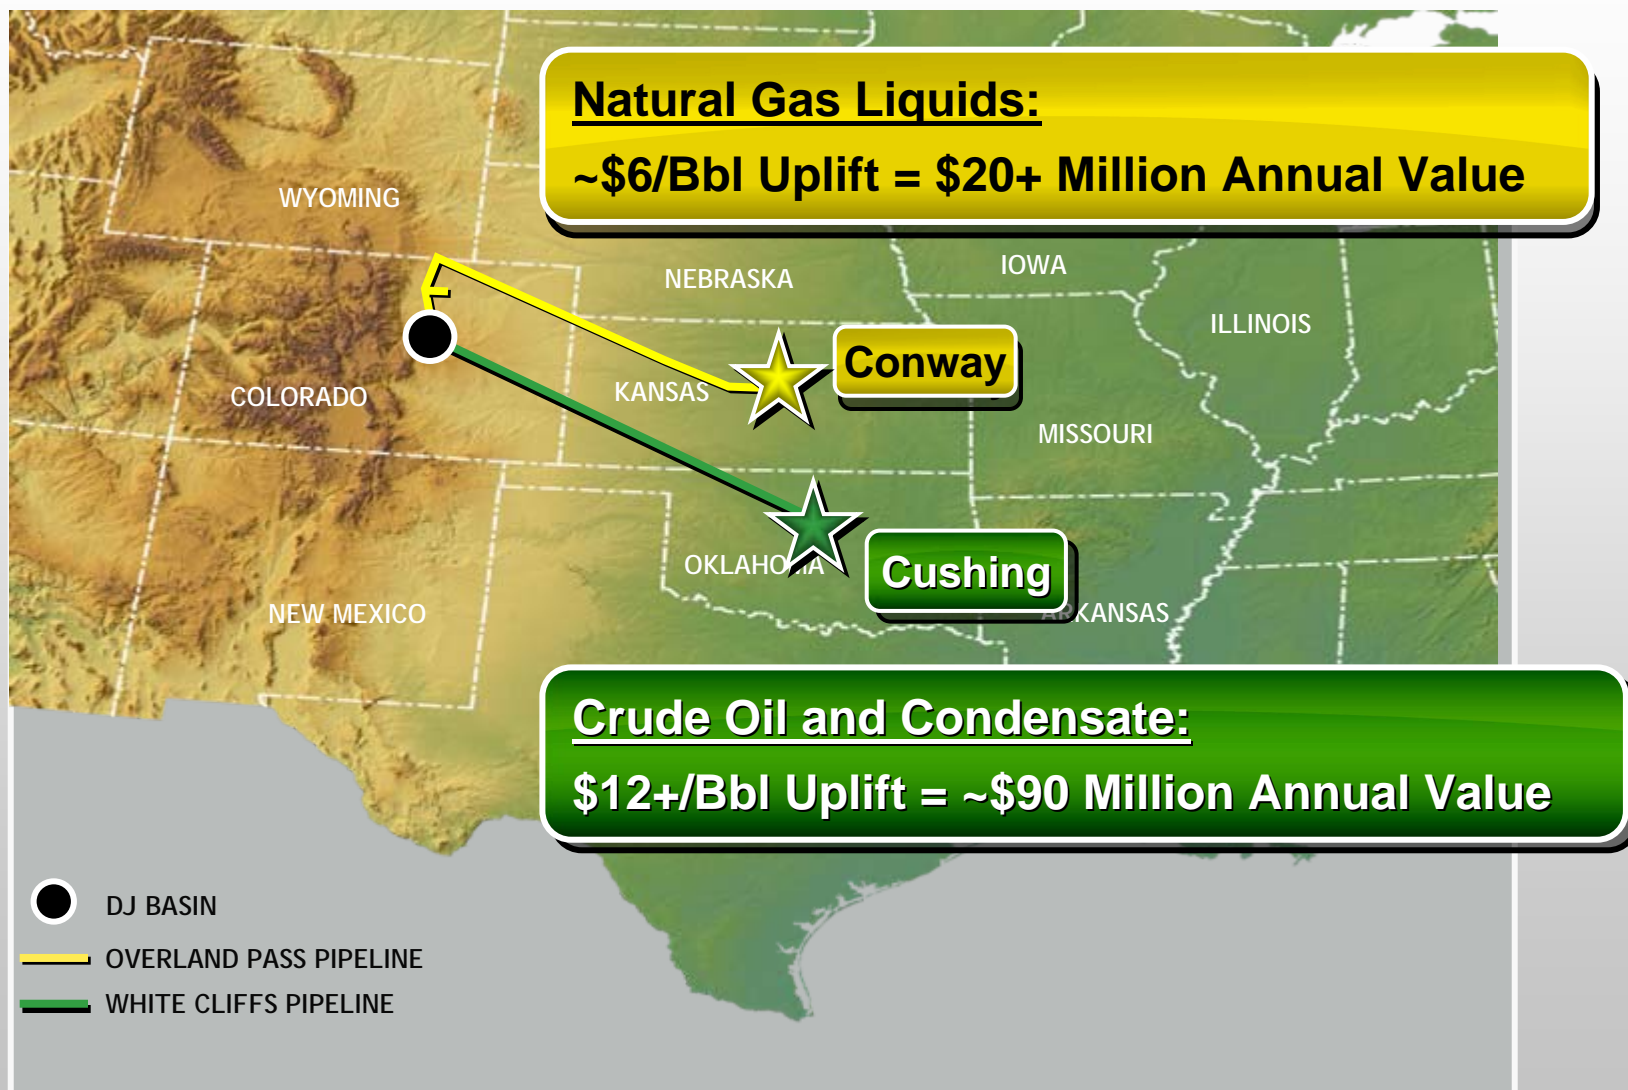 Natural Gas Liquids:
~$6/Bbl Uplift = $20+ Million Annual Value
WYOMING
NEBRASKA
IOWA
ILLINOIS
Conway
COLORADO
KANSAS
MISSOURI
OKLAHOMA
Cushing
NEW MEXICO
ARKANSAS
Crude Oil and Condensate:
$12+/Bbl Uplift = ~$90 Million Annual Value
DJ BASIN
OVERLAND PASS PIPELINE
WHITE CLIFFS PIPELINE